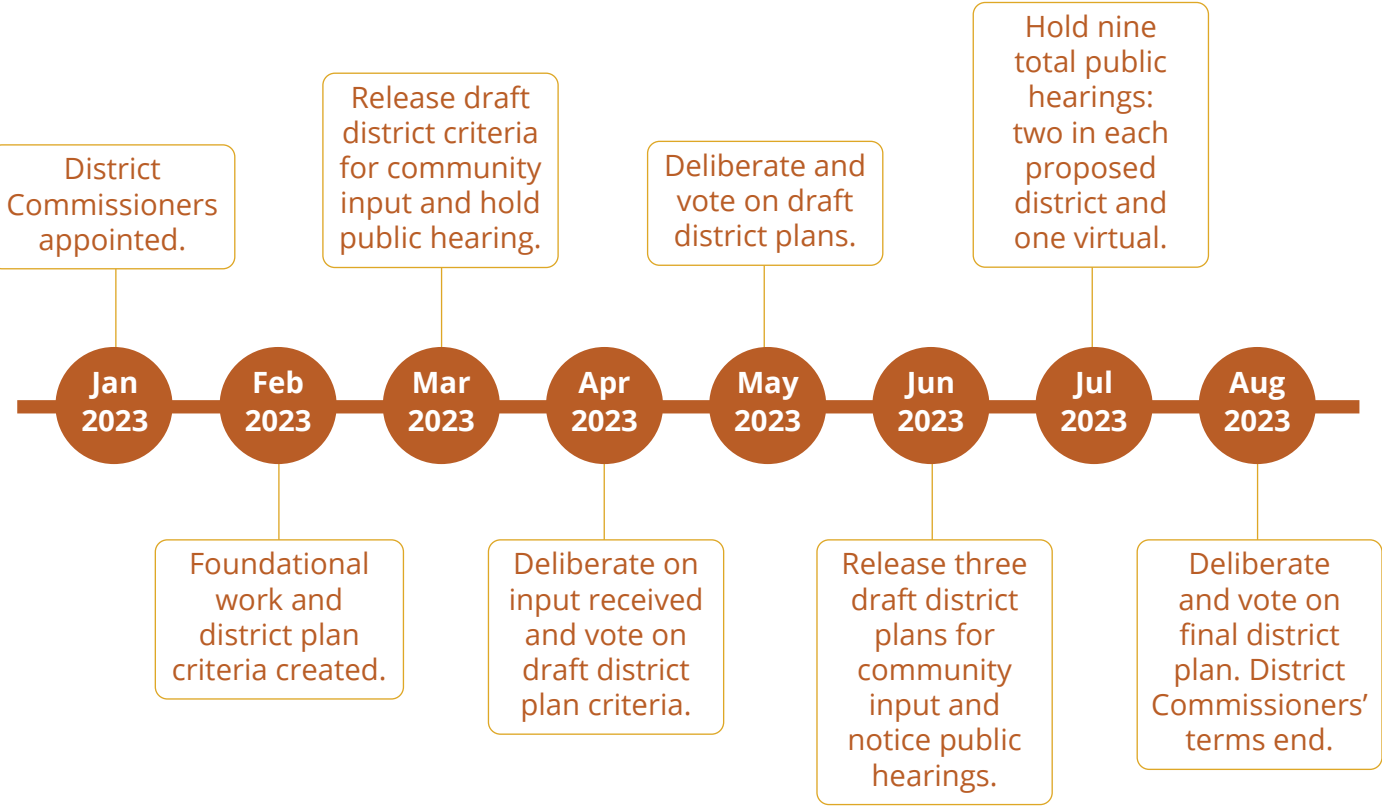 District
Commissioners
appointed.
Release draft
district criteria
for community
input and hold
public hearing.
Deliberate and
vote on draft
district plans.
Hold nine
total public
hearings:
two in each
proposed
district and
one virtual.
Jan
2023
Feb
2023
Mar
2023
Apr
2023
May
2023
Jun
2023
Jul
2023
Aug
2023
Foundational
work and
district plan
criteria created.
Deliberate on
input received
and vote on
draft district
plan criteria.
Release three
draft district
plans for
community
input and
notice public
hearings.
Deliberate
and vote on
final district
plan. District
Commissioners’
terms end.